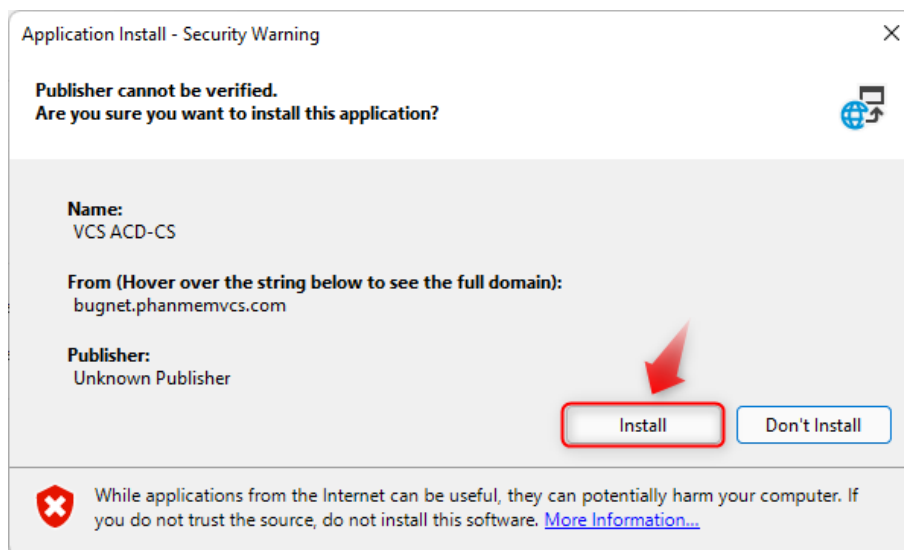 Application Install - Security Warning
Publisher cannot be verified.
Are you sure you want to install this application?
Name:
VCS ACD-CS
From (Hover over the string below to see the full domain):
bugnet.phanmemvcs.com
Publisher:
Unknown Publisher
Install
Don't Install
While applications from the Internet can be useful, they can potentially harm your computer. If
you do not trust the source, do not install this software. More Information...